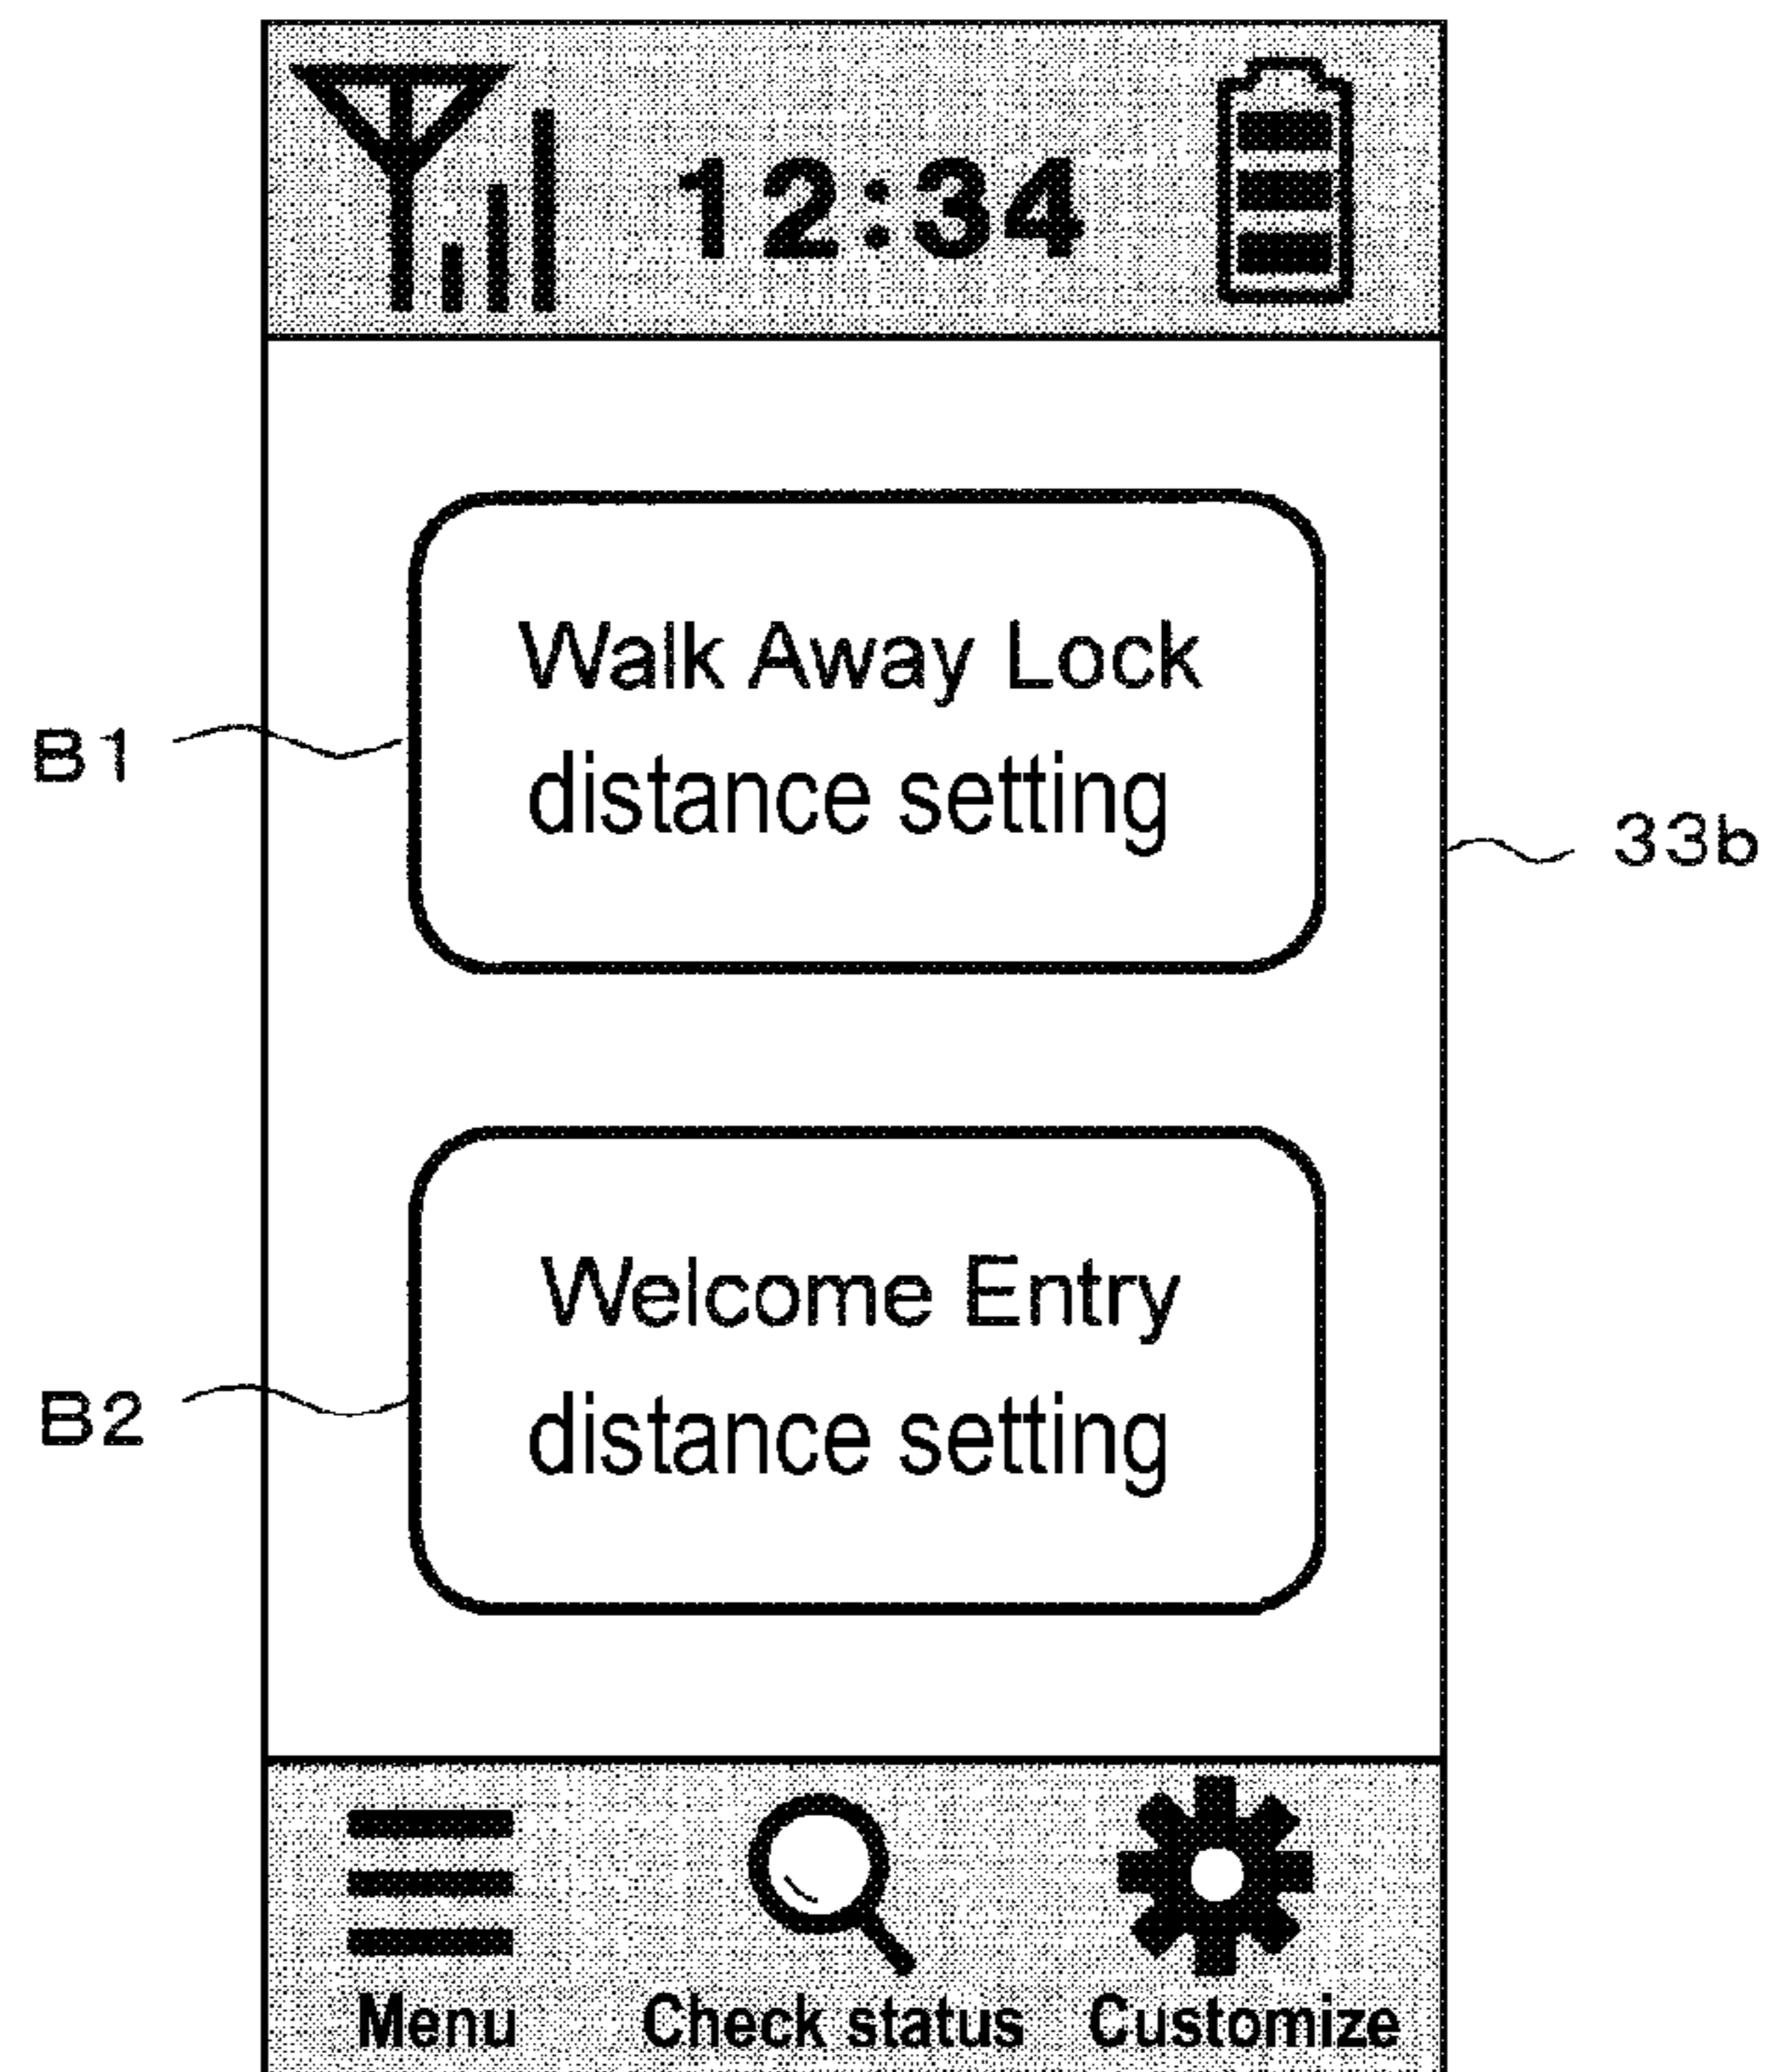 12:34
Walk Away Lock
distance setting
B1
33b
Welcome Entry
distance setting
B2
Menu
Check status
Customize